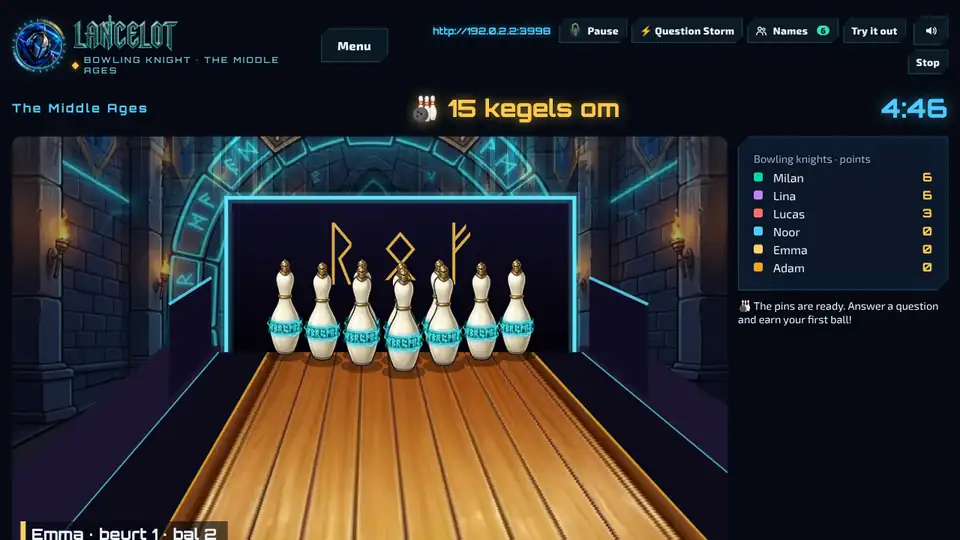 LANCELOT
BOWLING KNIGHT · THE MIDDLE
AGES
Menu
http://192.0.2.2:3998
Pause
Question Storm
Names 6
Try it out
Stop
The Middle Ages
15 kegels om
4:46
Bowling knights · points
Milan 6
Lina 6
Lucas 3
Noor 0
Emma 0
Adam 0
The pins are ready. Answer a question
and earn your first ball!
ᚱ ᛟ ᚠ
Emma · beurt 1 · bal 2